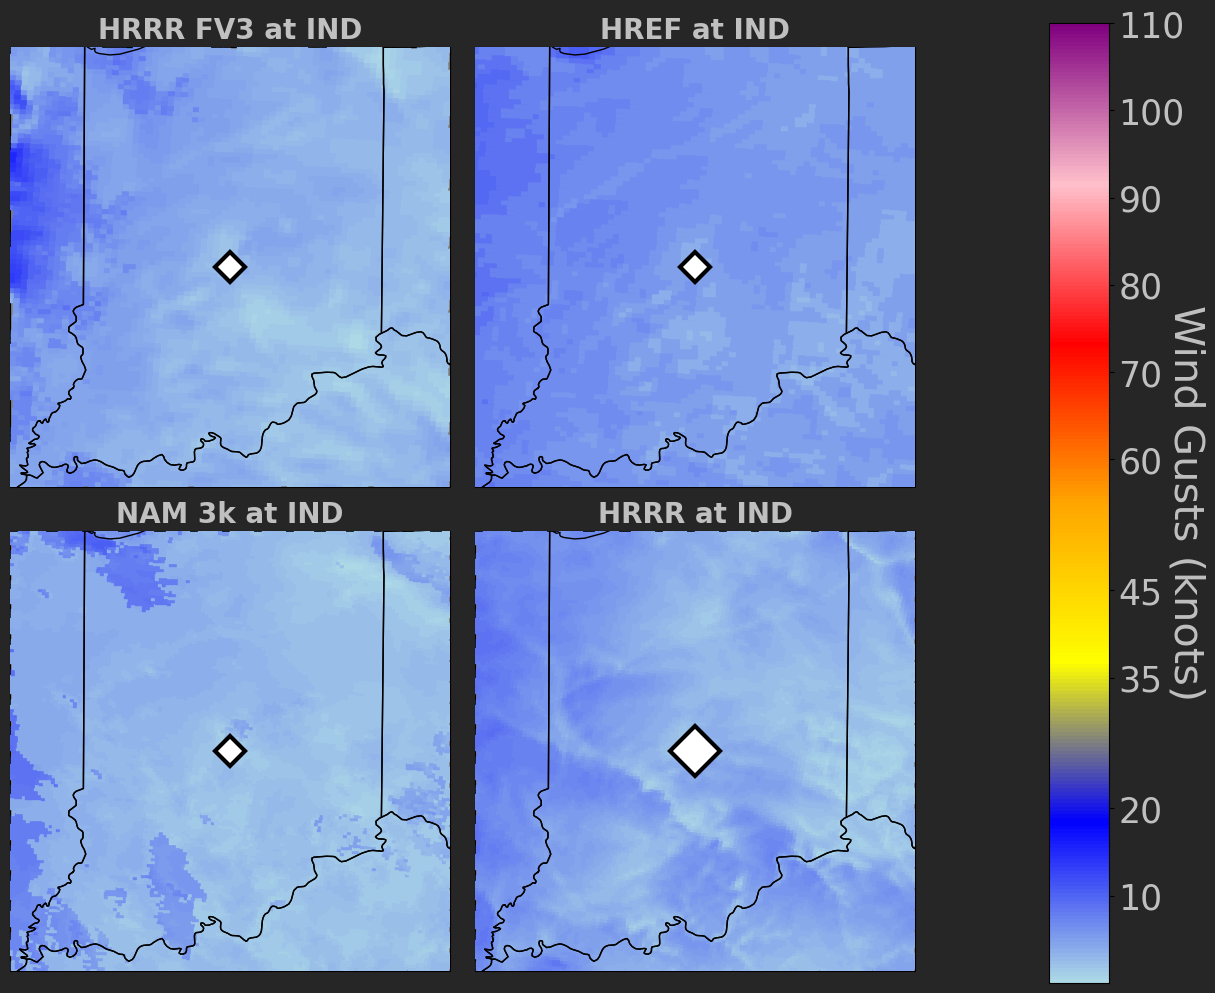 HRRR FV3 at IND
HREF at IND
NAM 3k at IND
HRRR at IND
110
100
90
80
70
60
45
35
20
10
Wind Gusts (knots)